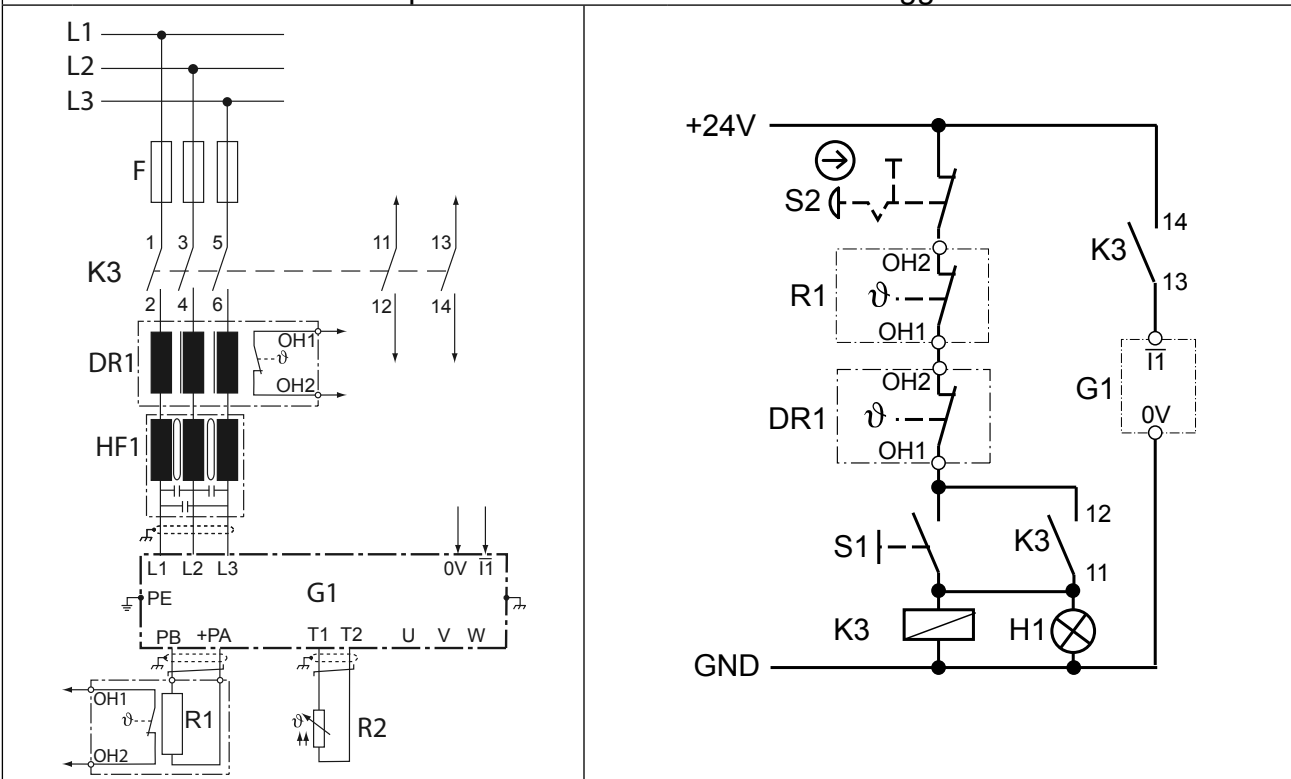 L1
L2
L3
F
1 3 5
11 13
K3
2 4 6
12 14
DR1
OH1
ϑ
OH2
HF1
L1 L2 L3
0V I1
G1
PE
PB +PA
T1 T2
U V W
OH1
ϑ
R1
OH2
ϑ
R2
+24V
S2
14
K3
13
OH2
R1
ϑ
OH1
I1
G1
0V
OH2
DR1
ϑ
OH1
12
S1
K3
11
K3
H1
GND